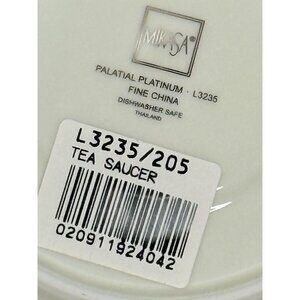 MIKASA
PALATIAL PLATINUM · L3235
FINE CHINA
DISHWASHER SAFE
THAILAND
L3235/205
TEA SAUCER
020911924042